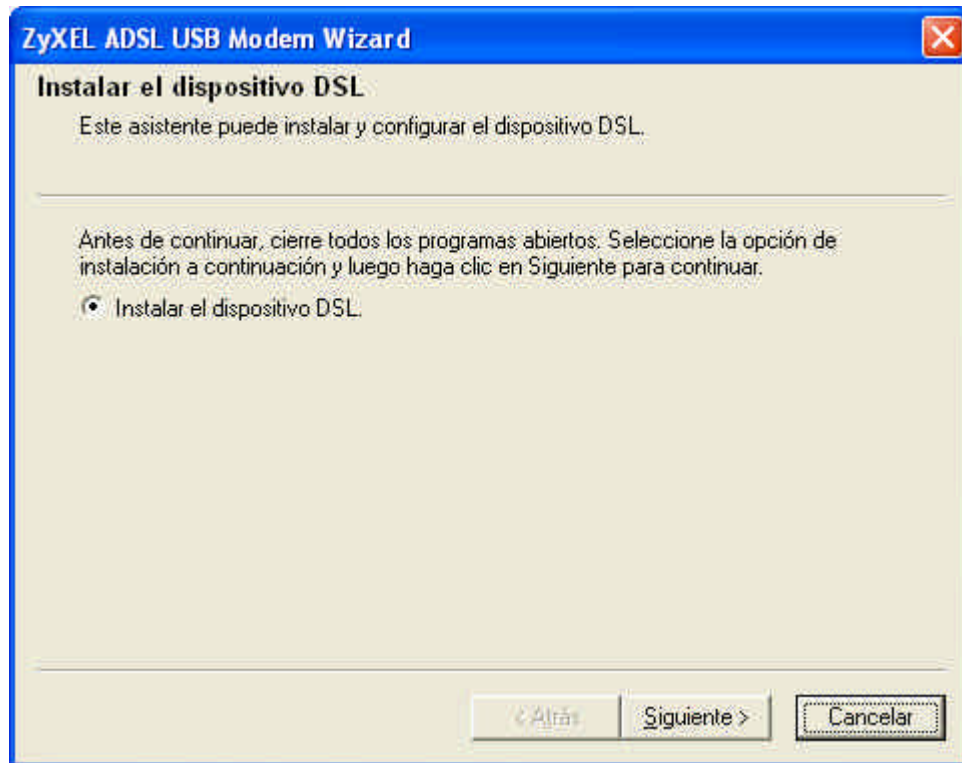 ZyXEL ADSL USB Modem Wizard
Instalar el dispositivo DSL
Este asistente puede instalar y configurar el dispositivo DSL.
Antes de continuar, cierre todos los programas abiertos. Seleccione la opción de
instalación a continuación y luego haga clic en Siguiente para continuar.
Instalar el dispositivo DSL.
< Atrás
Siguiente >
Cancelar